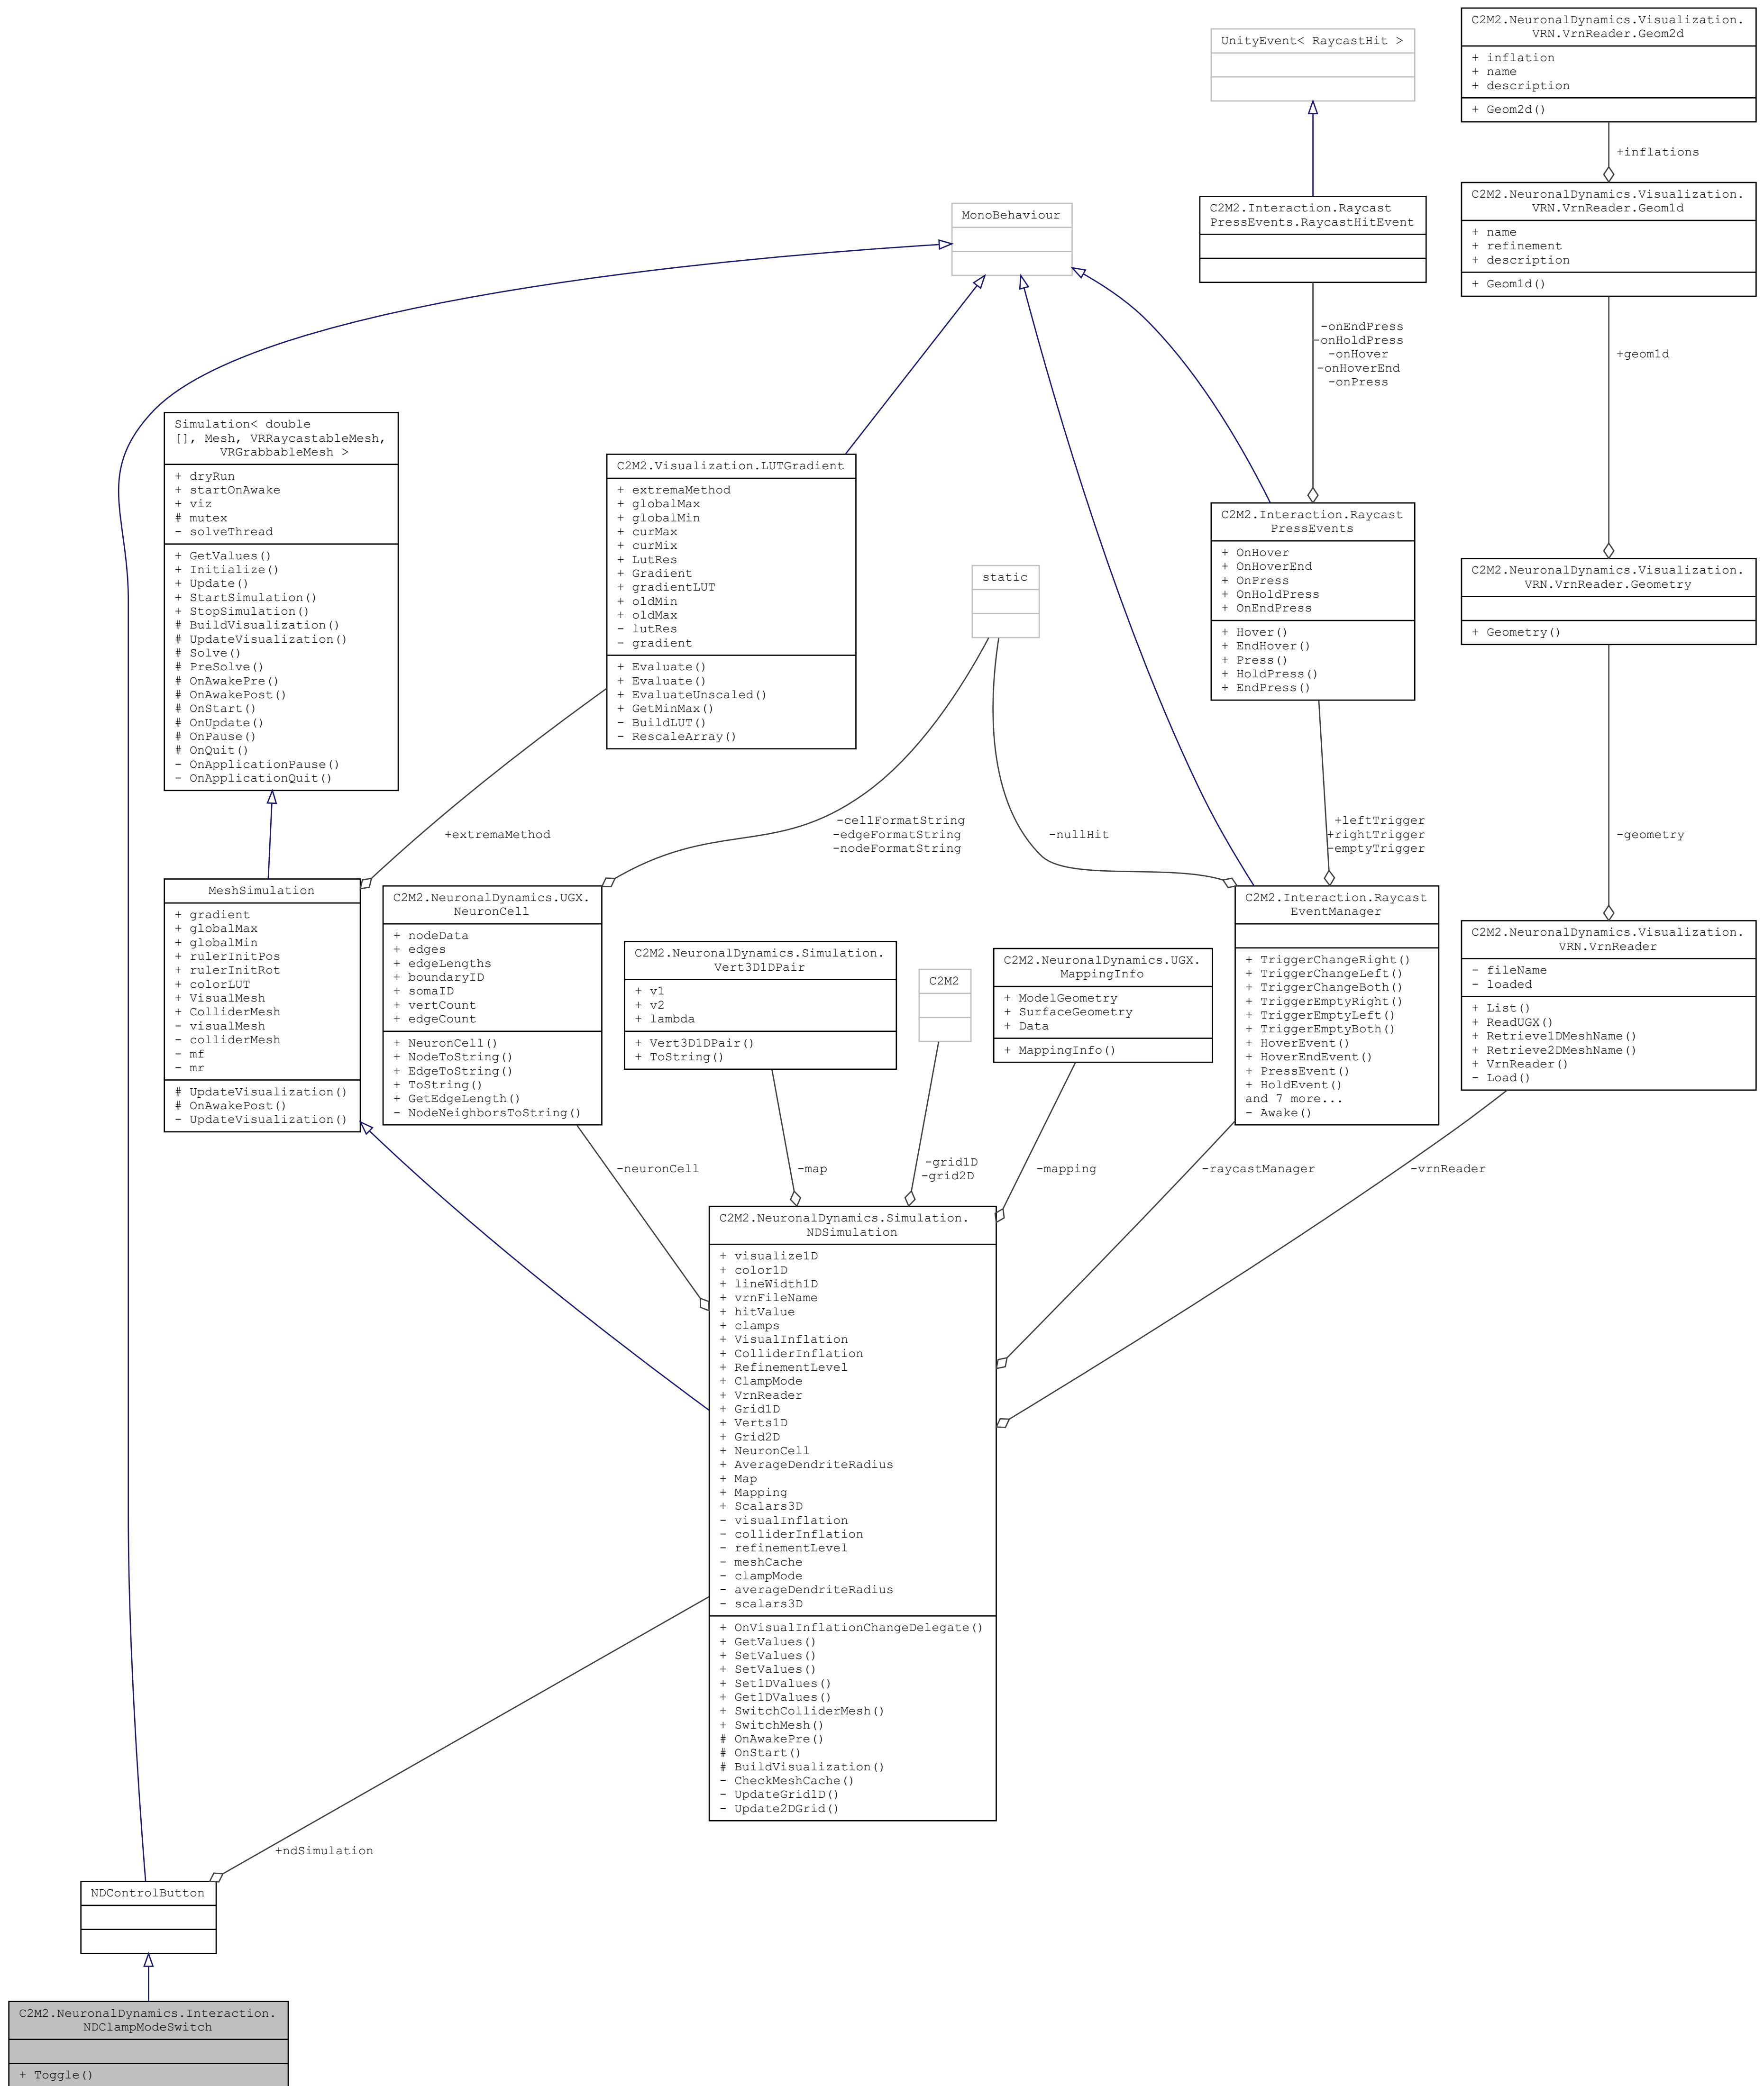 UnityEvent< RaycastHit >
C2M2.NeuronalDynamics.Visualization.
VRN.VrnReader.Geom2d
+ inflation
+ name
+ description
+ Geom2d()
+inflations
MonoBehaviour
C2M2.Interaction.Raycast
PressEvents.RaycastHitEvent
C2M2.NeuronalDynamics.Visualization.
VRN.VrnReader.Geom1d
+ name
+ refinement
+ description
+ Geom1d()
-onEndPress
-onHoldPress
-onHover
-onHoverEnd
-onPress
+geom1d
Simulation< double
[], Mesh, VRRaycastableMesh,
VRGrabbableMesh >
+ dryRun
+ startOnAwake
+ viz
# mutex
- solveThread
+ GetValues()
+ Initialize()
+ Update()
+ StartSimulation()
+ StopSimulation()
# BuildVisualization()
# UpdateVisualization()
# Solve()
# PreSolve()
# OnAwakePre()
# OnAwakePost()
# OnStart()
# OnUpdate()
# OnPause()
# OnQuit()
- OnApplicationPause()
- OnApplicationQuit()
C2M2.Visualization.LUTGradient
+ extremaMethod
+ globalMax
+ globalMin
+ curMax
+ curMix
+ LutRes
+ Gradient
+ gradientLUT
+ oldMin
+ oldMax
- lutRes
- gradient
+ Evaluate()
+ Evaluate()
+ EvaluateUnscaled()
+ GetMinMax()
- BuildLUT()
- RescaleArray()
static
C2M2.Interaction.Raycast
PressEvents
+ OnHover
+ OnHoverEnd
+ OnPress
+ OnHoldPress
+ OnEndPress
+ Hover()
+ EndHover()
+ Press()
+ HoldPress()
+ EndPress()
C2M2.NeuronalDynamics.Visualization.
VRN.VrnReader.Geometry
+ Geometry()
+extremaMethod
-cellFormatString
-edgeFormatString
-nodeFormatString
-nullHit
+leftTrigger
+rightTrigger
-emptyTrigger
-geometry
MeshSimulation
+ gradient
+ globalMax
+ globalMin
+ rulerInitPos
+ rulerInitRot
+ colorLUT
+ VisualMesh
+ ColliderMesh
- visualMesh
- colliderMesh
- mf
- mr
# UpdateVisualization()
# OnAwakePost()
- UpdateVisualization()
C2M2.NeuronalDynamics.UGX.
NeuronCell
+ nodeData
+ edges
+ edgeLengths
+ boundaryID
+ somaID
+ vertCount
+ edgeCount
+ NeuronCell()
+ NodeToString()
+ EdgeToString()
+ ToString()
+ GetEdgeLength()
- NodeNeighborsToString()
C2M2.NeuronalDynamics.Simulation.
Vert3D1DPair
+ v1
+ v2
+ lambda
+ Vert3D1DPair()
+ ToString()
C2M2
C2M2.NeuronalDynamics.UGX.
MappingInfo
+ ModelGeometry
+ SurfaceGeometry
+ Data
+ MappingInfo()
C2M2.Interaction.Raycast
EventManager
+ TriggerChangeRight()
+ TriggerChangeLeft()
+ TriggerChangeBoth()
+ TriggerEmptyRight()
+ TriggerEmptyLeft()
+ TriggerEmptyBoth()
+ HoverEvent()
+ HoverEndEvent()
+ PressEvent()
+ HoldEvent()
and 7 more...
- Awake()
C2M2.NeuronalDynamics.Visualization.
VRN.VrnReader
- fileName
- loaded
+ List()
+ ReadUGX()
+ Retrieve1DMeshName()
+ Retrieve2DMeshName()
+ VrnReader()
- Load()
-neuronCell
-map
-grid1D
-grid2D
-mapping
-raycastManager
-vrnReader
C2M2.NeuronalDynamics.Simulation.
NDSimulation
+ visualize1D
+ color1D
+ lineWidth1D
+ vrnFileName
+ hitValue
+ clamps
+ VisualInflation
+ ColliderInflation
+ RefinementLevel
+ ClampMode
+ VrnReader
+ Grid1D
+ Verts1D
+ Grid2D
+ NeuronCell
+ AverageDendriteRadius
+ Map
+ Mapping
+ Scalars3D
- visualInflation
- colliderInflation
- refinementLevel
- meshCache
- clampMode
- averageDendriteRadius
- scalars3D
+ OnVisualInflationChangeDelegate()
+ GetValues()
+ SetValues()
+ SetValues()
+ Set1DValues()
+ Get1DValues()
+ SwitchColliderMesh()
+ SwitchMesh()
# OnAwakePre()
# OnStart()
# BuildVisualization()
- CheckMeshCache()
- UpdateGrid1D()
- Update2DGrid()
+ndSimulation
NDControlButton
C2M2.NeuronalDynamics.Interaction.
NDClampModeSwitch
+ Toggle()